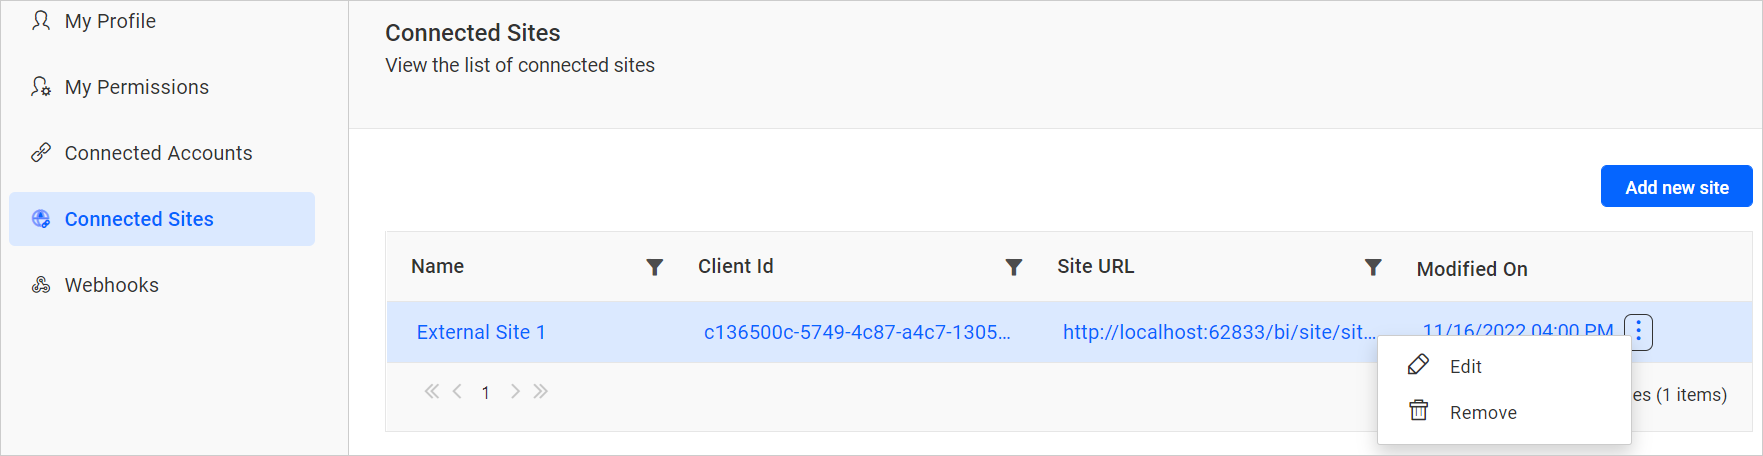 My Profile
My Permissions
Connected Accounts
Connected Sites
Webhooks
Connected Sites
View the list of connected sites
Add new site
Name
Client Id
Site URL
Modified On
External Site 1
c136500c-5749-4c87-a4c7-1305...
http://localhost:62833/bi/site/sit...
11/16/2022 04:00 PM
Edit
Remove
1
es (1 items)